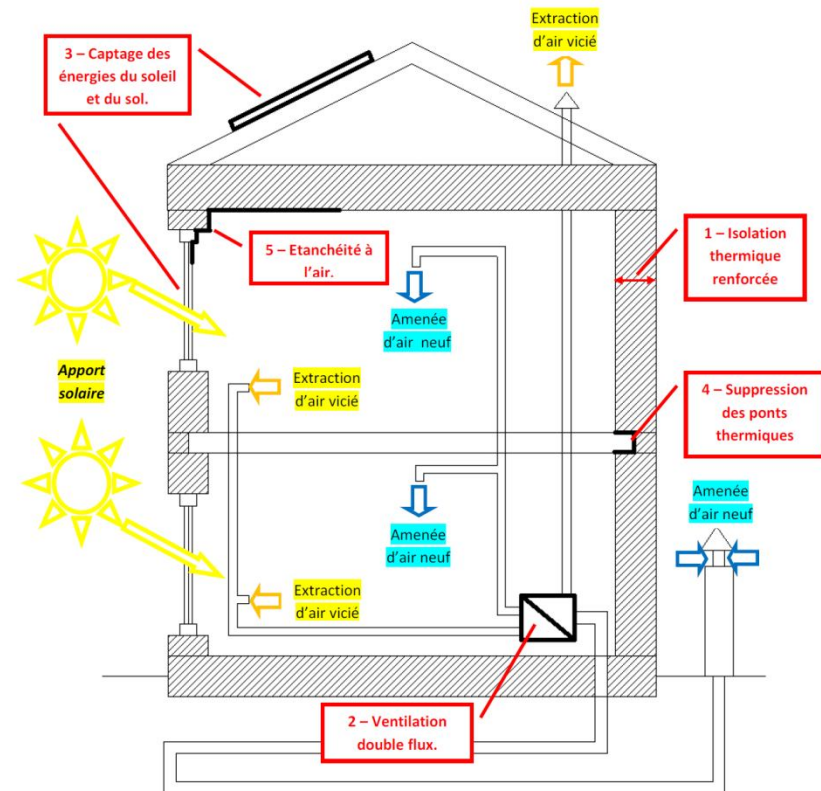 3 – Captage des
énergies du soleil
et du sol.
Extraction
d'air vicié
5 – Etanchéité à
l'air.
1 – Isolation
thermique
renforcée
Amenée
d'air neuf
Apport
solaire
Extraction
d'air vicié
4 – Suppression
des ponts
thermiques
Amenée
d'air neuf
Amenée
d'air neuf
Extraction
d'air vicié
2 – Ventilation
double flux.